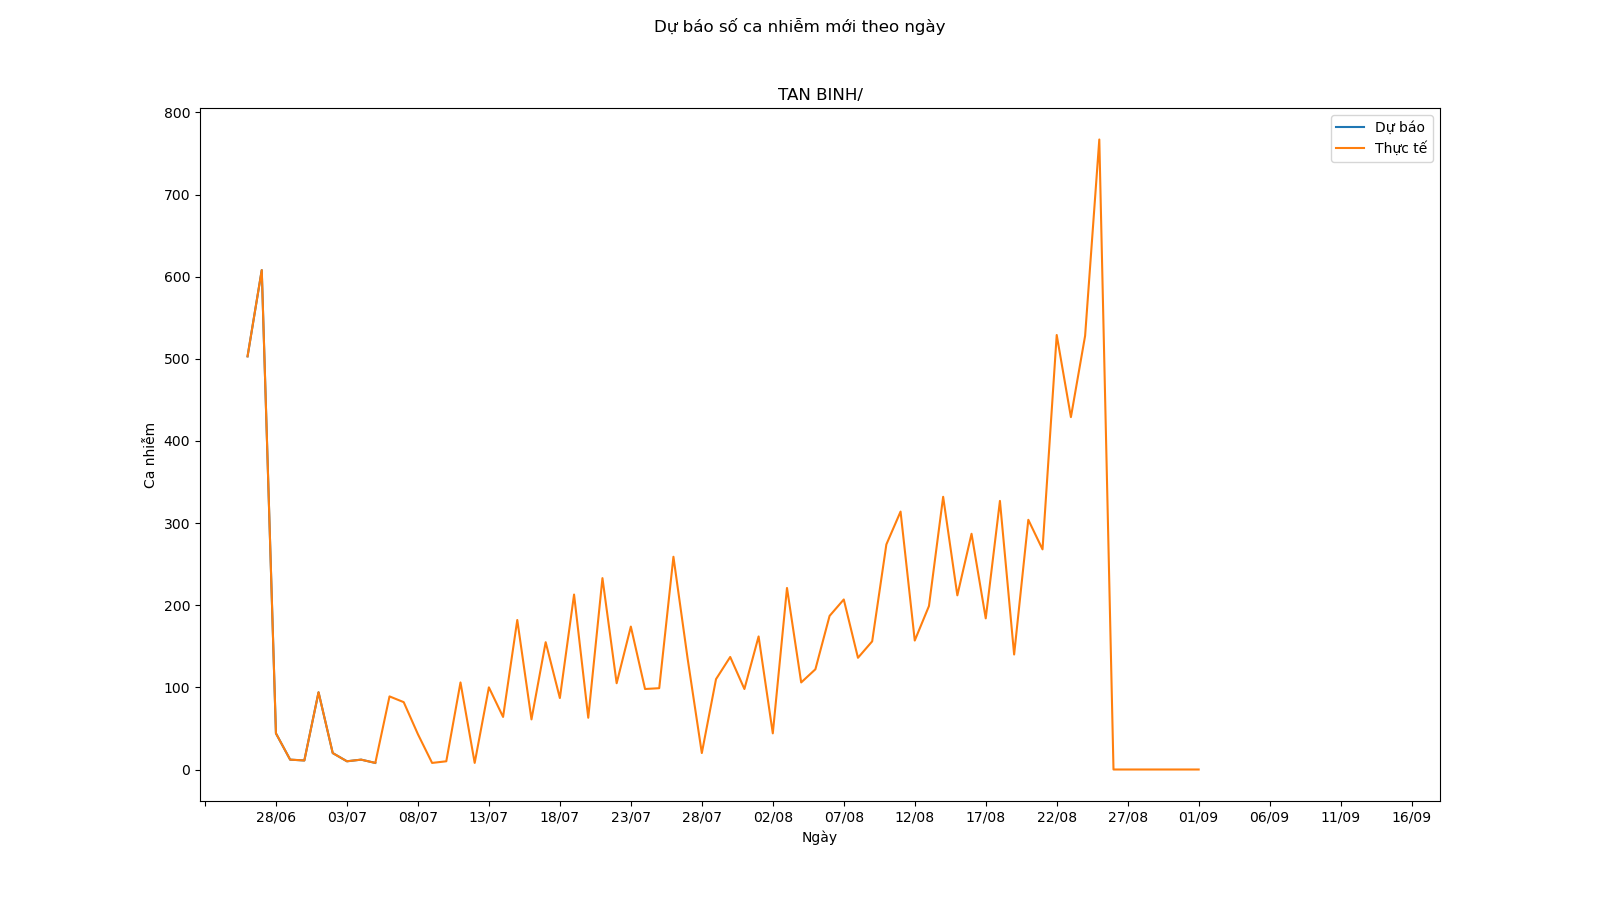 Dự báo số ca nhiễm mới theo ngày
TAN BINH/
Dự báo
Thực tế
800
700
600
500
400
300
200
100
0
Ca nhiễm
28/06 03/07 08/07 13/07 18/07 23/07 28/07 02/08 07/08 12/08 17/08 22/08 27/08 01/09 06/09 11/09 16/09
Ngày